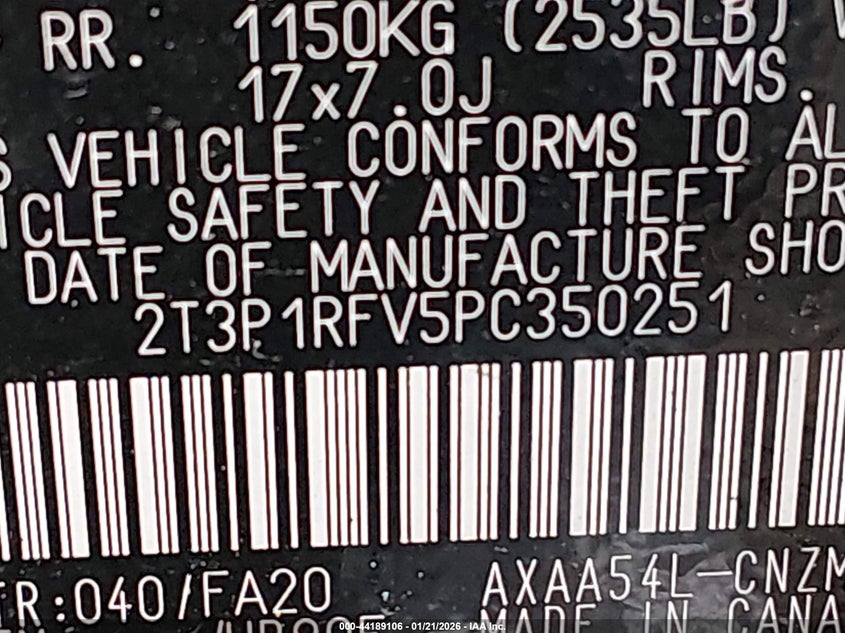 RR. 1150KG (2535LB)
17x7.0J RIMS.
VEHICLE CONFORMS TO AL
ICLE SAFETY AND THEFT PR
DATE OF MANUFACTURE SHO
2T3P1RFV5PC350251
TR:040/FA20 AXAA54L-CNZM
MADE IN CANA
000-44189106 - 01/21/2026 - IAA Inc.